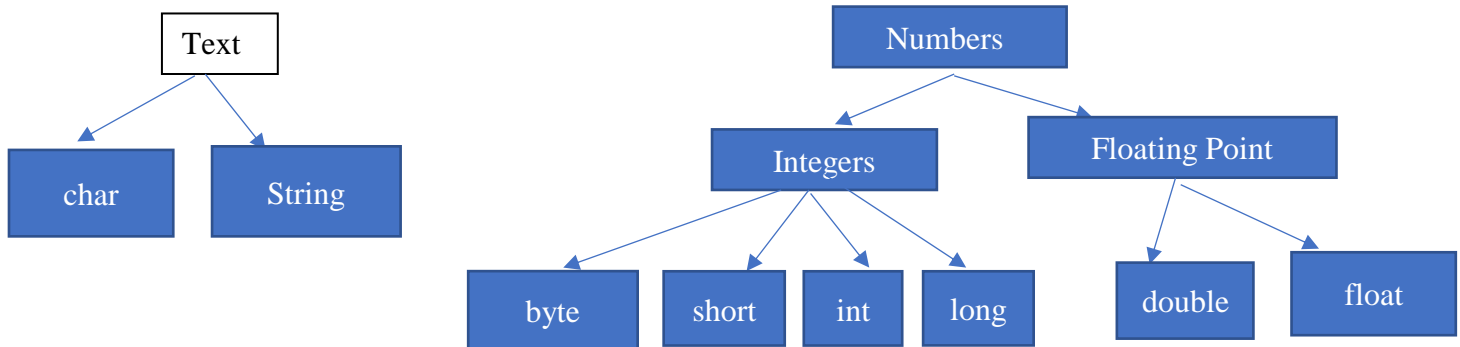 Text
Numbers
Integers
Floating Point
char
String
byte
short
int
long
double
float